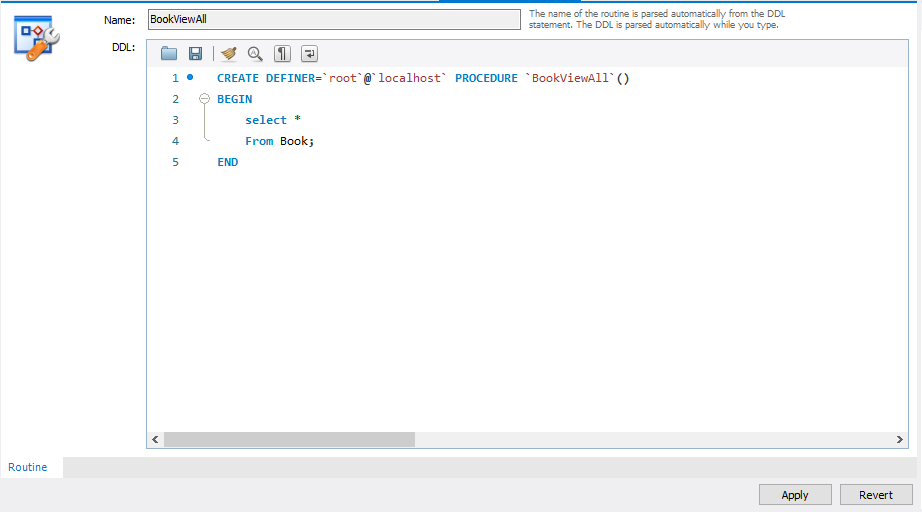 Name:
BookViewAll
The name of the routine is parsed automatically from the DDL
statement. The DDL is parsed automatically while you type.
DDL:
1 CREATE DEFINER=`root`@`localhost` PROCEDURE `BookViewAll`()
2 BEGIN
3 select *
4 From Book;
5 END
Routine
Apply
Revert